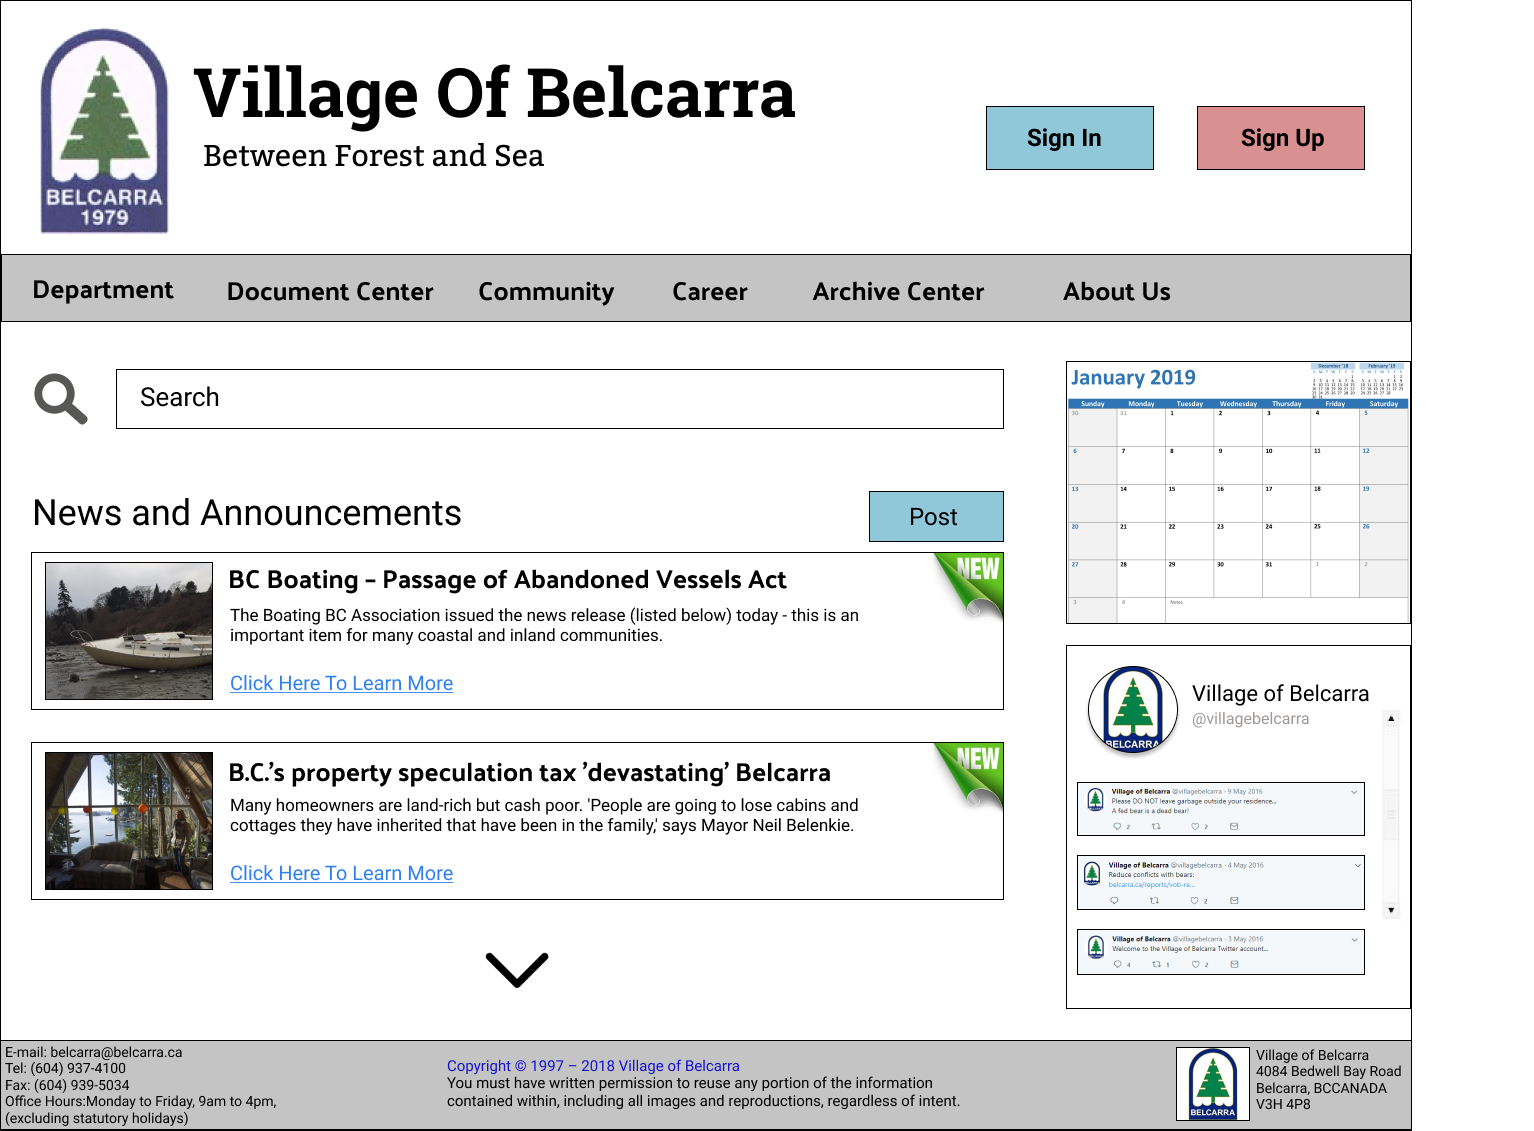 BELCARRA
1979
Village Of Belcarra
Between Forest and Sea
Sign In
Sign Up
Department
Document Center
Community
Career
Archive Center
About Us
Search
News and Announcements
Post
BC Boating – Passage of Abandoned Vessels Act
NEW
The Boating BC Association issued the news release (listed below) today - this is an
important item for many coastal and inland communities.
Click Here To Learn More
B.C.'s property speculation tax 'devastating' Belcarra
NEW
Many homeowners are land-rich but cash poor. 'People are going to lose cabins and
cottages they have inherited that have been in the family,' says Mayor Neil Belenkie.
Click Here To Learn More
January 2019
December '18
February '19
Sunday Monday Tuesday Wednesday Thursday Friday Saturday
30 31 1 2 3 4 5
6 7 8 9 10 11 12
13 14 15 16 17 18 19
20 21 22 23 24 25 26
27 28 29 30 31 1 2
3 4 Notes
BELCARRA
Village of Belcarra
@villagebelcarra
Village of Belcarra @villagebelcarra · 9 May 2016
Please DO NOT leave garbage outside your residence...
A fed bear is a dead bear!
2 2
Village of Belcarra @villagebelcarra · 4 May 2016
Reduce conflicts with bears:
belcarra.ca/reports/vob-re...
2
Village of Belcarra @villagebelcarra · 3 May 2016
Welcome to the Village of Belcarra Twitter account...
4 1 2
E-mail: belcarra@belcarra.ca
Tel: (604) 937-4100
Fax: (604) 939-5034
Office Hours:Monday to Friday, 9am to 4pm,
(excluding statutory holidays)
Copyright © 1997 – 2018 Village of Belcarra
You must have written permission to reuse any portion of the information
contained within, including all images and reproductions, regardless of intent.
BELCARRA
Village of Belcarra
4084 Bedwell Bay Road
Belcarra, BCCANADA
V3H 4P8